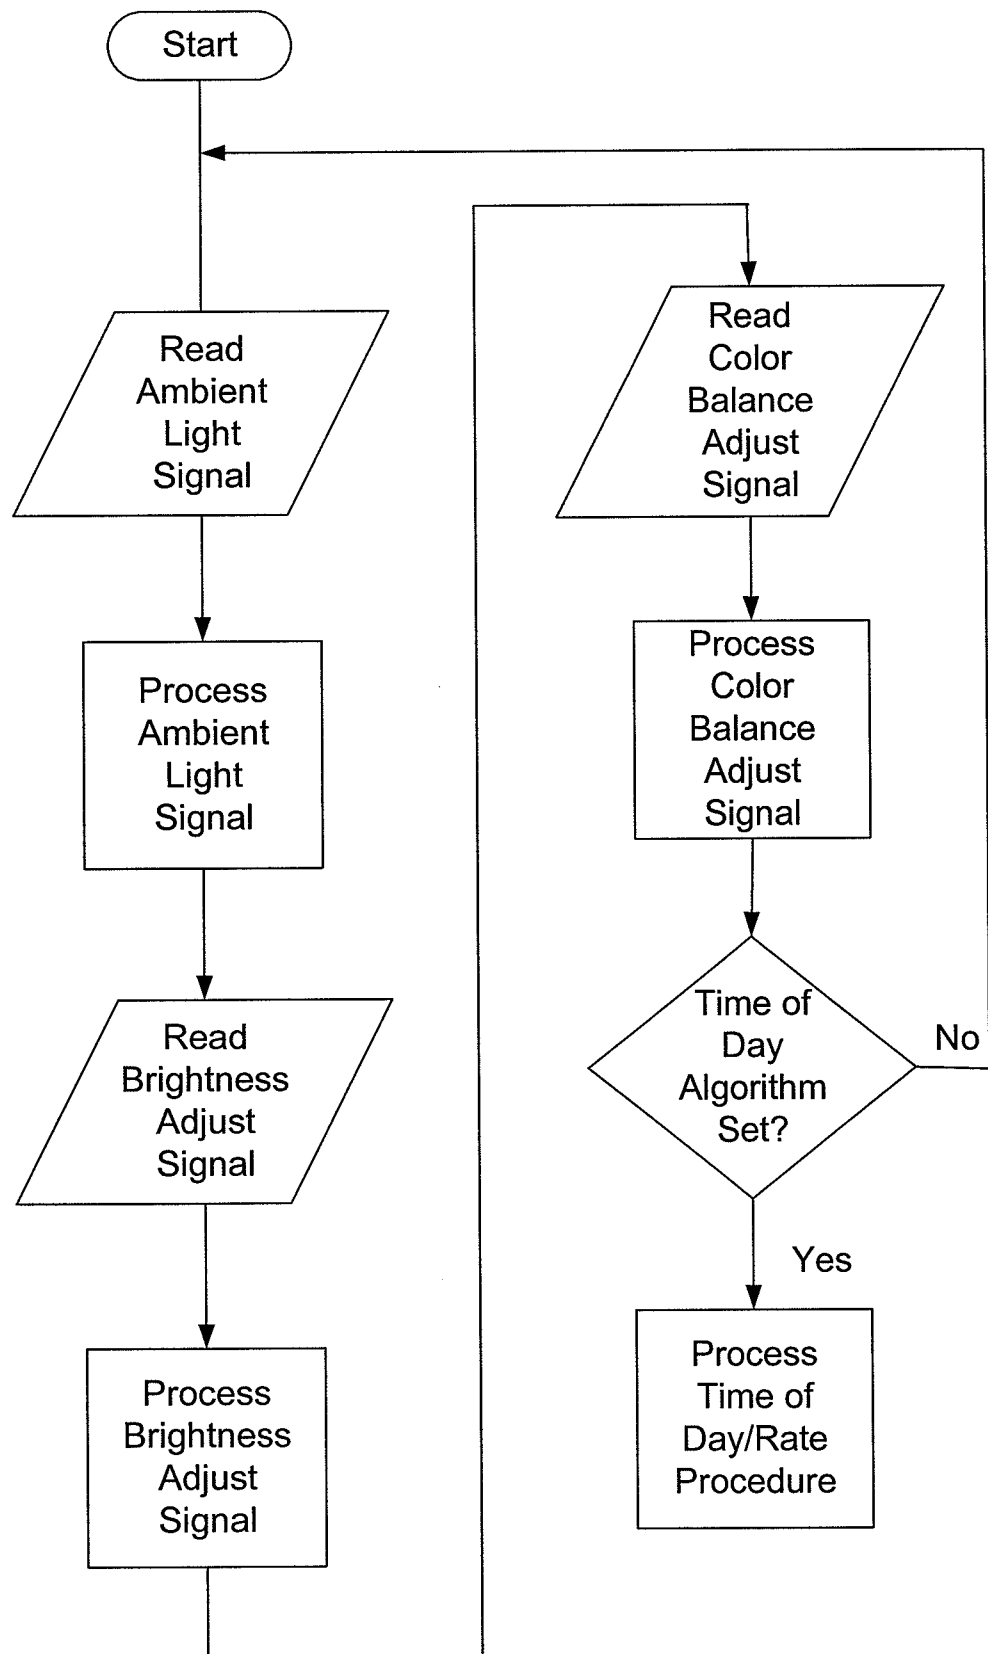 Start
Read
Ambient
Light
Signal
Process
Ambient
Light
Signal
Read
Brightness
Adjust
Signal
Process
Brightness
Adjust
Signal
Read
Color
Balance
Adjust
Signal
Process
Color
Balance
Adjust
Signal
Time of
Day
Algorithm
Set?
No
Yes
Process
Time of
Day/Rate
Procedure